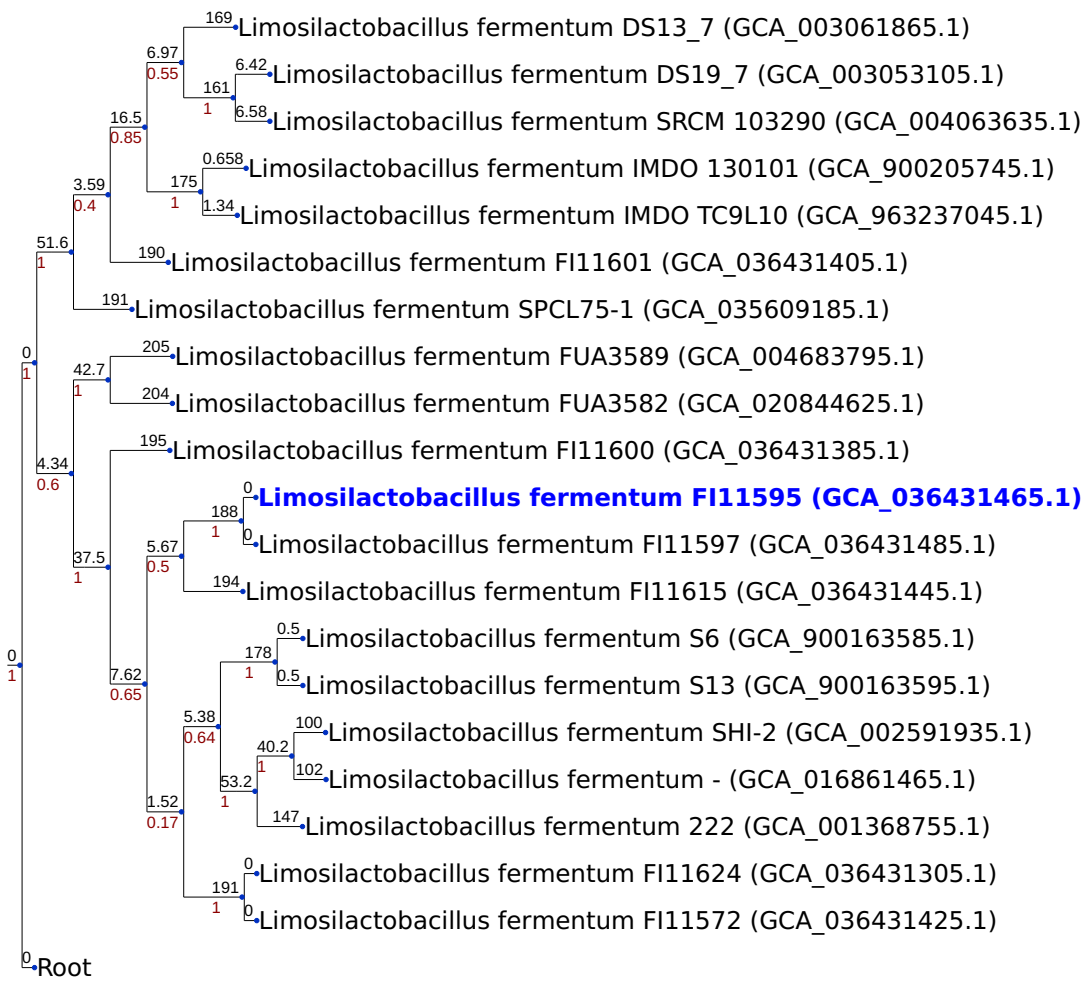 169
Limosilactobacillus fermentum DS13_7 (GCA_003061865.1)
6.97
0.55
6.42
Limosilactobacillus fermentum DS19_7 (GCA_003053105.1)
161
1
6.58
Limosilactobacillus fermentum SRCM 103290 (GCA_004063635.1)
16.5
0.85
0.658
Limosilactobacillus fermentum IMDO 130101 (GCA_900205745.1)
175
1
1.34
Limosilactobacillus fermentum IMDO TC9L10 (GCA_963237045.1)
3.59
0.4
190
Limosilactobacillus fermentum FI11601 (GCA_036431405.1)
51.6
1
191
Limosilactobacillus fermentum SPCL75-1 (GCA_035609185.1)
0
1
205
Limosilactobacillus fermentum FUA3589 (GCA_004683795.1)
42.7
1
204
Limosilactobacillus fermentum FUA3582 (GCA_020844625.1)
4.34
0.6
195
Limosilactobacillus fermentum FI11600 (GCA_036431385.1)
0
Limosilactobacillus fermentum FI11595 (GCA_036431465.1)
188
1
0
Limosilactobacillus fermentum FI11597 (GCA_036431485.1)
37.5
1
5.67
0.5
194
Limosilactobacillus fermentum FI11615 (GCA_036431445.1)
0.5
Limosilactobacillus fermentum S6 (GCA_900163585.1)
0
1
178
1
0.5
Limosilactobacillus fermentum S13 (GCA_900163595.1)
7.62
0.65
5.38
0.64
100
Limosilactobacillus fermentum SHI-2 (GCA_002591935.1)
40.2
1
102
Limosilactobacillus fermentum - (GCA_016861465.1)
53.2
1
1.52
0.17
147
Limosilactobacillus fermentum 222 (GCA_001368755.1)
0
Limosilactobacillus fermentum FI11624 (GCA_036431305.1)
191
1
0
Limosilactobacillus fermentum FI11572 (GCA_036431425.1)
0
Root